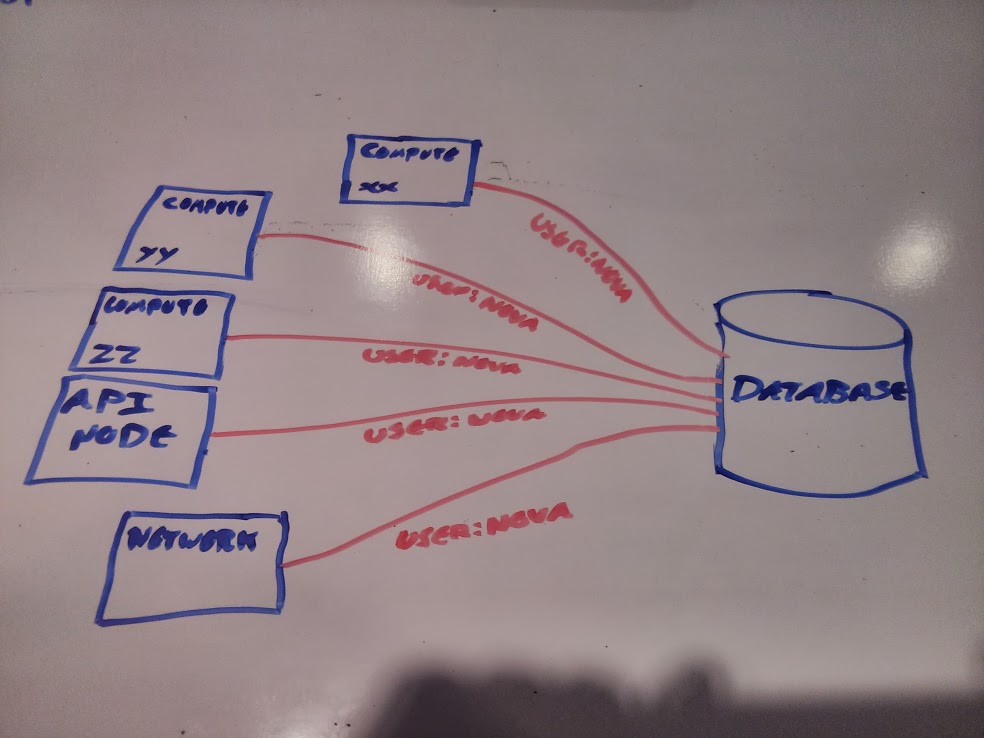 COMPUTE
XX
USER:NOVA
COMPUTE
YY
USER:NOVA
COMPUTE
ZZ
USER:NOVA
API
NODE
USER:NOVA
NETWORK
USER:NOVA
DATABASE